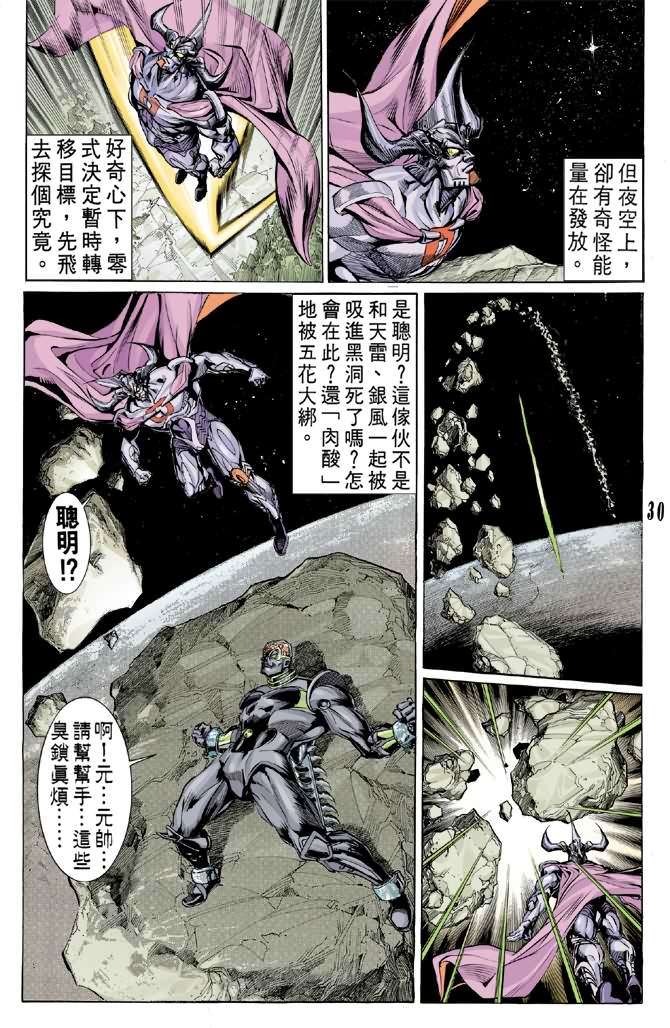 但夜空上，
卻有奇怪能
量在發放。
好奇心下，零
式決定暫時轉
移目標，先飛
去探個究竟。
30
是聰明？這傢伙不是
和天雷、銀風一起被
吸進黑洞死了嗎？怎
會在此？還「肉酸」
地被五花大綁。
聰明!?
啊！元…元帥…
請幫幫手…這些
臭鎖眞煩……